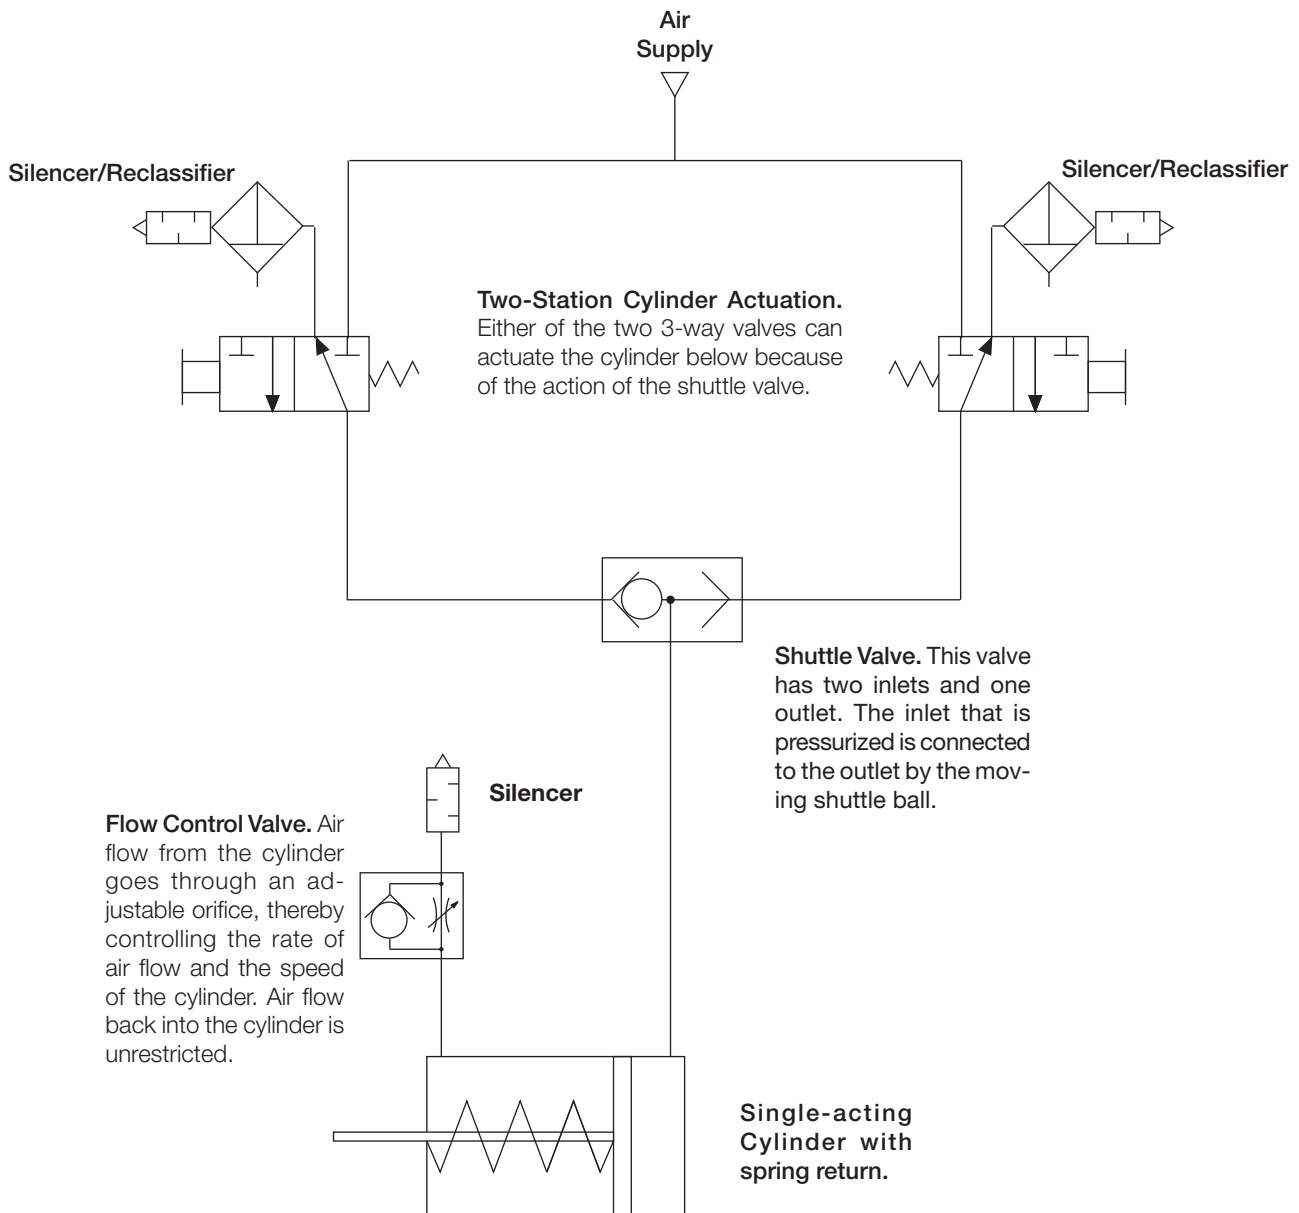 Air
Supply
Silencer/Reclassifier
Silencer/Reclassifier
Two-Station Cylinder Actuation.
Either of the two 3-way valves can
actuate the cylinder below because
of the action of the shuttle valve.
Shuttle Valve. This valve
has two inlets and one
outlet. The inlet that is
pressurized is connected
to the outlet by the mov-
ing shuttle ball.
Silencer
Flow Control Valve. Air
flow from the cylinder
goes through an ad-
justable orifice, thereby
controlling the rate of
air flow and the speed
of the cylinder. Air flow
back into the cylinder is
unrestricted.
Single-acting
Cylinder with
spring return.